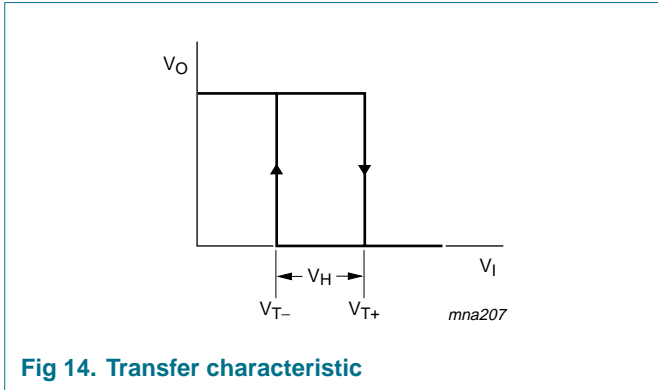 VO
VI
VH
VT−
VT+
mna207
Fig 14. Transfer characteristic